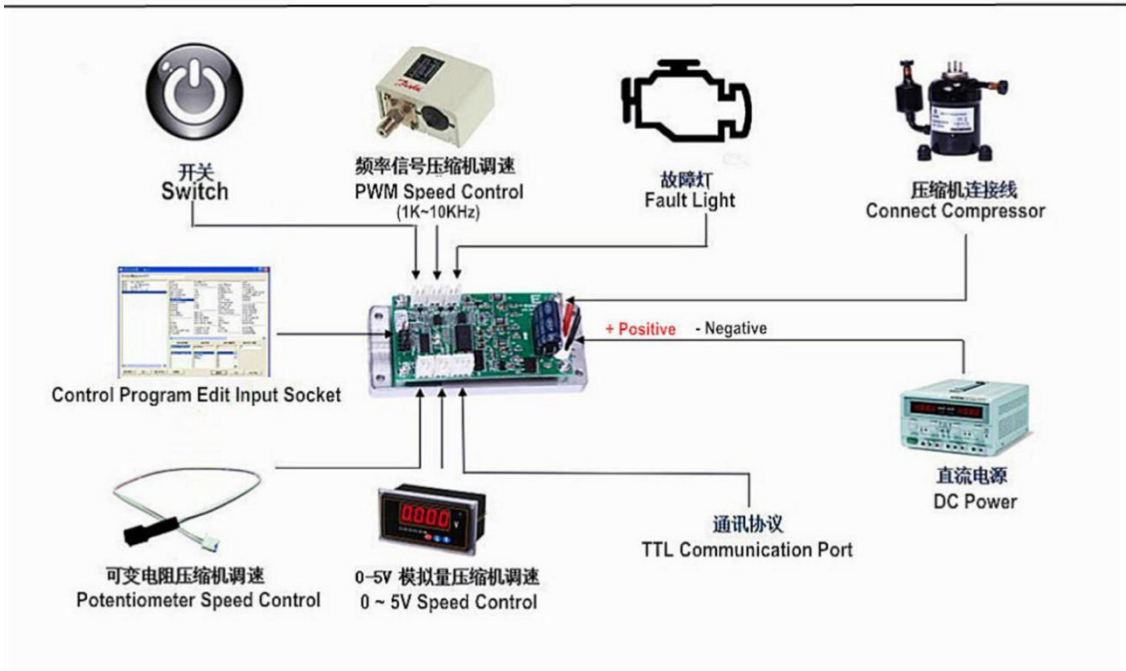 开关
Switch
频率信号压缩机调速
PWM Speed Control
(1K~10KHz)
故障灯
Fault Light
压缩机连接线
Connect Compressor
+ Positive - Negative
Control Program Edit Input Socket
直流电源
DC Power
0000
可变电阻压缩机调速
Potentiometer Speed Control
0-5V 模拟量压缩机调速
0 ~ 5V Speed Control
通讯协议
TTL Communication Port